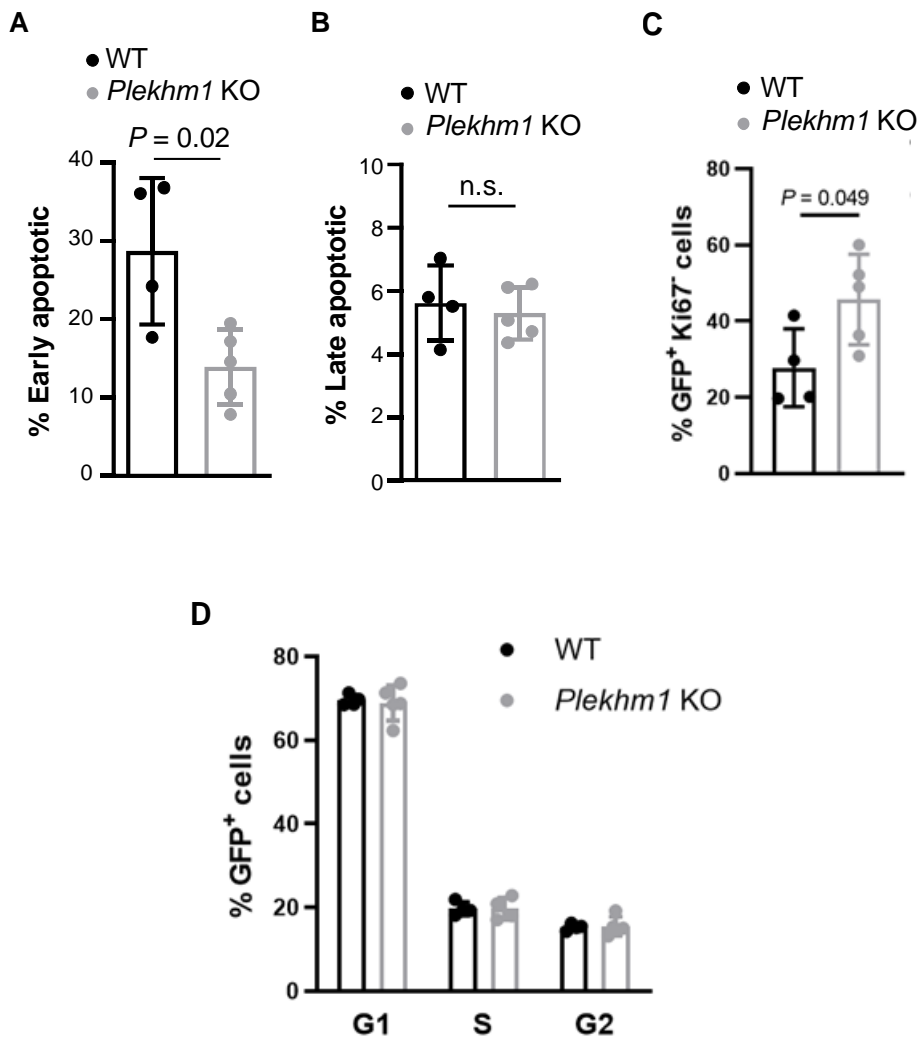 A
WT
Plekhm1 KO
P = 0.02
40
30
20
10
0
% Early apoptotic
B
WT
Plekhm1 KO
n.s.
10
8
6
4
2
0
% Late apoptotic
C
WT
Plekhm1 KO
P = 0.049
80
60
40
20
0
% GFP⁺ Ki67⁻ cells
D
WT
Plekhm1 KO
80
60
40
20
0
% GFP⁺ cells
G1 S G2